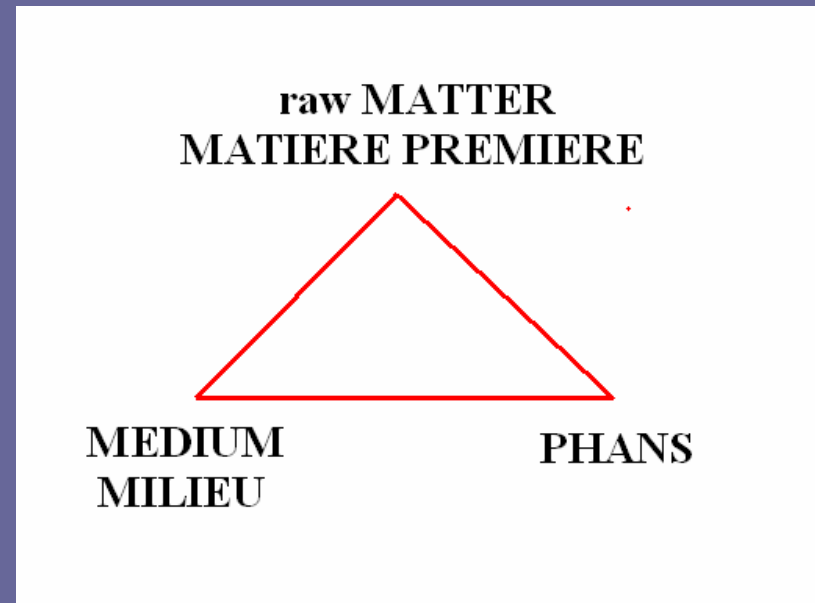 raw MATTER
MATIERE PREMIERE
MEDIUM
MILIEU
PHANS